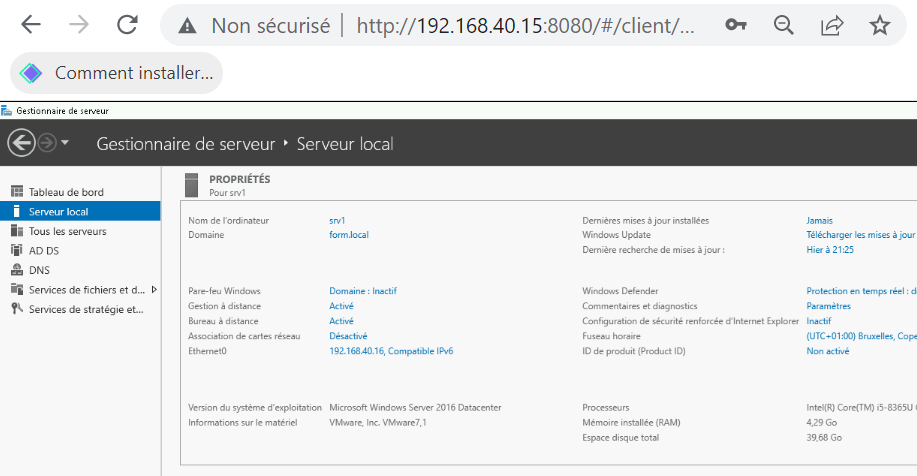 Non sécurisé | http://192.168.40.15:8080/#/client/...
Comment installer...
Gestionnaire de serveur
Gestionnaire de serveur ‣ Serveur local
Tableau de bord
Serveur local
Tous les serveurs
AD DS
DNS
Services de fichiers et d...
Services de stratégie et...
PROPRIÉTÉS
Pour srv1
Nom de l'ordinateur srv1
Domaine form.local
Dernières mises à jour installées Jamais
Windows Update Télécharger les mises à jour
Dernière recherche de mises à jour : Hier à 21:25
Pare-feu Windows Domaine : Inactif
Gestion à distance Activé
Bureau à distance Activé
Association de cartes réseau Désactivé
Ethernet0 192.168.40.16, Compatible IPv6
Windows Defender Protection en temps réel : d
Commentaires et diagnostics Paramètres
Configuration de sécurité renforcée d'Internet Explorer Inactif
Fuseau horaire (UTC+01:00) Bruxelles, Cope
ID de produit (Product ID) Non activé
Version du système d'exploitation Microsoft Windows Server 2016 Datacenter
Informations sur le matériel VMware, Inc. VMware7,1
Processeurs Intel(R) Core(TM) i5-8365U
Mémoire installée (RAM) 4,29 Go
Espace disque total 39,68 Go